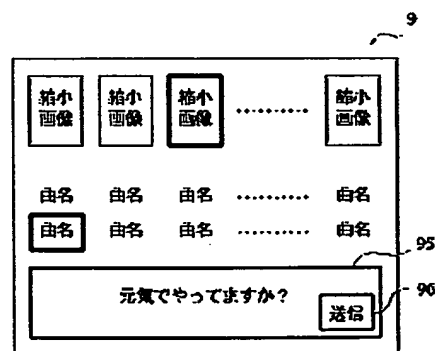 9
縮小 縮小 縮小 ‥‥‥‥‥ 縮小
画像 画像 画像 画像
曲名 曲名 曲名 ‥‥‥‥‥ 曲名
曲名 曲名 曲名 ‥‥‥‥‥ 曲名
95
元気でやってますか?
96
送信